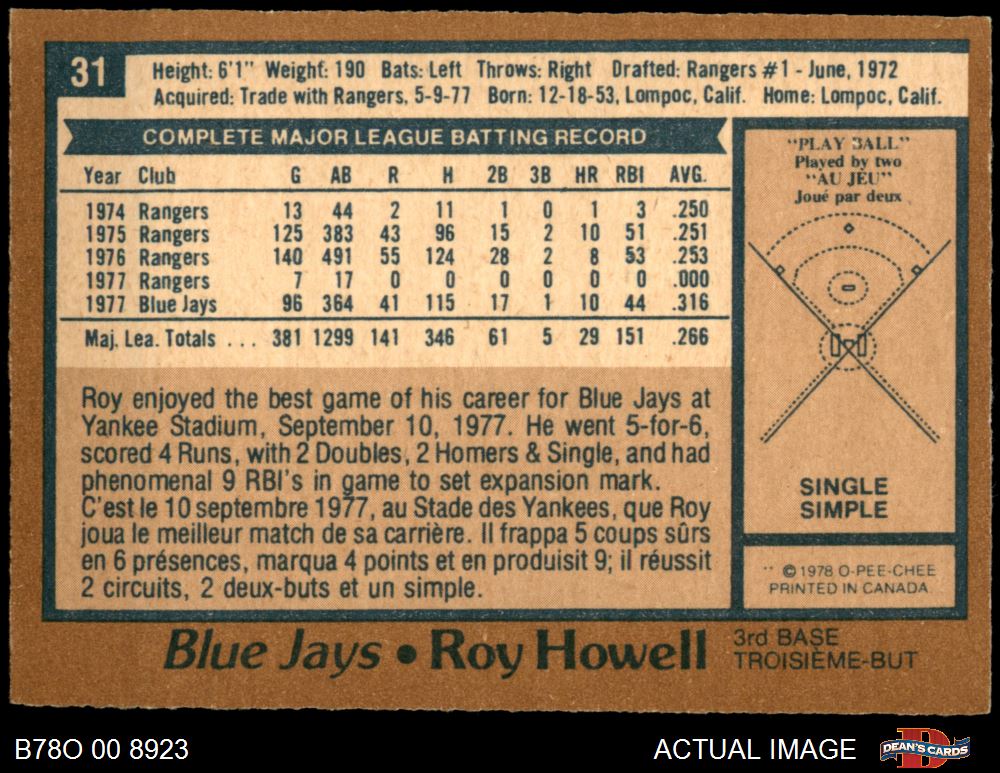 31
Height: 6'1" Weight: 190 Bats: Left Throws: Right Drafted: Rangers #1 - June, 1972
Acquired: Trade with Rangers, 5-9-77 Born: 12-18-53, Lompoc, Calif. Home: Lompoc, Calif.
COMPLETE MAJOR LEAGUE BATTING RECORD
Year Club G AB R H 2B 3B HR RBI AVG.
1974 Rangers 13 44 2 11 1 0 1 3 .250
1975 Rangers 125 383 43 96 15 2 10 51 .251
1976 Rangers 140 491 55 124 28 2 8 53 .253
1977 Rangers 7 17 0 0 0 0 0 0 .000
1977 Blue Jays 96 364 41 115 17 1 10 44 .316
Maj. Lea. Totals . . . 381 1299 141 346 61 5 29 151 .266
Roy enjoyed the best game of his career for Blue Jays at
Yankee Stadium, September 10, 1977. He went 5-for-6,
scored 4 Runs, with 2 Doubles, 2 Homers & Single, and had
phenomenal 9 RBI's in game to set expansion mark.
C'est le 10 septembre 1977, au Stade des Yankees, que Roy
joua le meilleur match de sa carrière. Il frappa 5 coups sûrs
en 6 présences, marqua 4 points et en produisit 9; il réussit
2 circuits, 2 deux-buts et un simple.
"PLAY BALL"
Played by two
"AU JEU"
Joué par deux
SINGLE
SIMPLE
© 1978 O-PEE-CHEE
PRINTED IN CANADA
Blue Jays • Roy Howell
3rd BASE
TROISIÈME-BUT
B78O 00 8923
ACTUAL IMAGE
DEAN'S CARDS